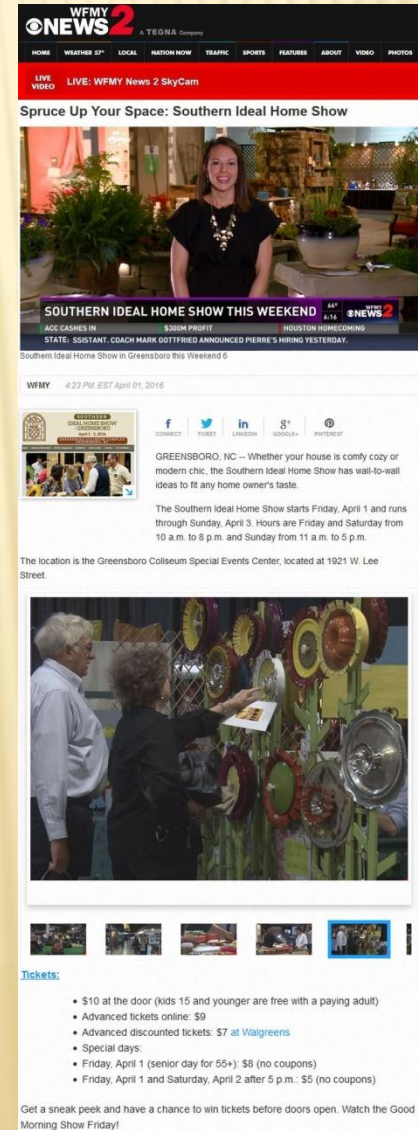 WFMY
NEWS 2
A TEGNA Company
HOME WEATHER 57° LOCAL NATION NOW TRAFFIC SPORTS FEATURES ABOUT VIDEO PHOTOS
LIVE VIDEO LIVE: WFMY News 2 SkyCam
Spruce Up Your Space: Southern Ideal Home Show
SOUTHERN IDEAL HOME SHOW THIS WEEKEND 66° 6:16 WFMY NEWS 2
ACC CASHES IN $300M PROFIT HOUSTON HOMECOMING
STATE: SSISTANT. COACH MARK GOTTFRIED ANNOUNCED PIERRE'S HIRING YESTERDAY.
Southern Ideal Home Show in Greensboro this Weekend 6
WFMY 4:23 PM. EST April 01, 2016
SOUTHERN
IDEAL HOME SHOW
GREENSBORO
April 1 - 3, 2016
CONNECT TWEET LINKEDIN GOOGLE+ PINTEREST
GREENSBORO, NC -- Whether your house is comfy cozy or
modern chic, the Southern Ideal Home Show has wall-to-wall
ideas to fit any home owner's taste.
The Southern Ideal Home Show starts Friday, April 1 and runs
through Sunday, April 3. Hours are Friday and Saturday from
10 a.m. to 8 p.m. and Sunday from 11 a.m. to 5 p.m.
The location is the Greensboro Coliseum Special Events Center, located at 1921 W. Lee
Street.
Tickets:
• $10 at the door (kids 15 and younger are free with a paying adult)
• Advanced tickets online: $9
• Advanced discounted tickets: $7 at Walgreens
• Special days:
• Friday, April 1 (senior day for 55+): $8 (no coupons)
• Friday, April 1 and Saturday, April 2 after 5 p.m.: $5 (no coupons)
Get a sneak peek and have a chance to win tickets before doors open. Watch the Good
Morning Show Friday!